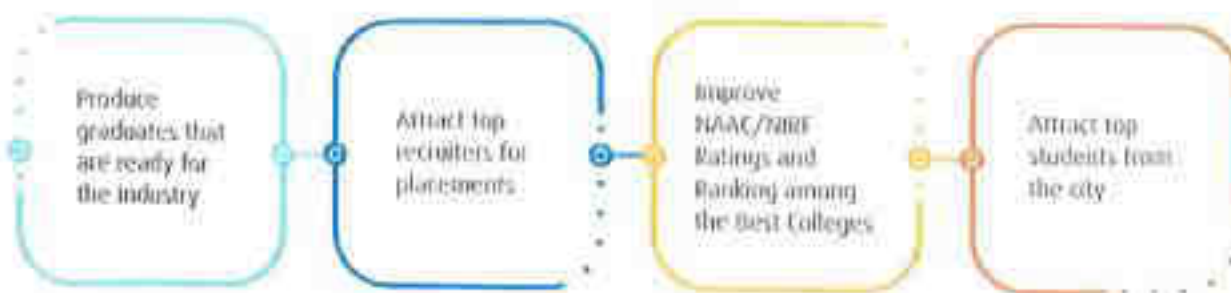 Produce
graduates that
are ready for
the industry
Attract top
recruiters for
placements
Improve
NAAC/NIRF
Ratings and
Ranking among
the Best Colleges
Attract top
students from
the city